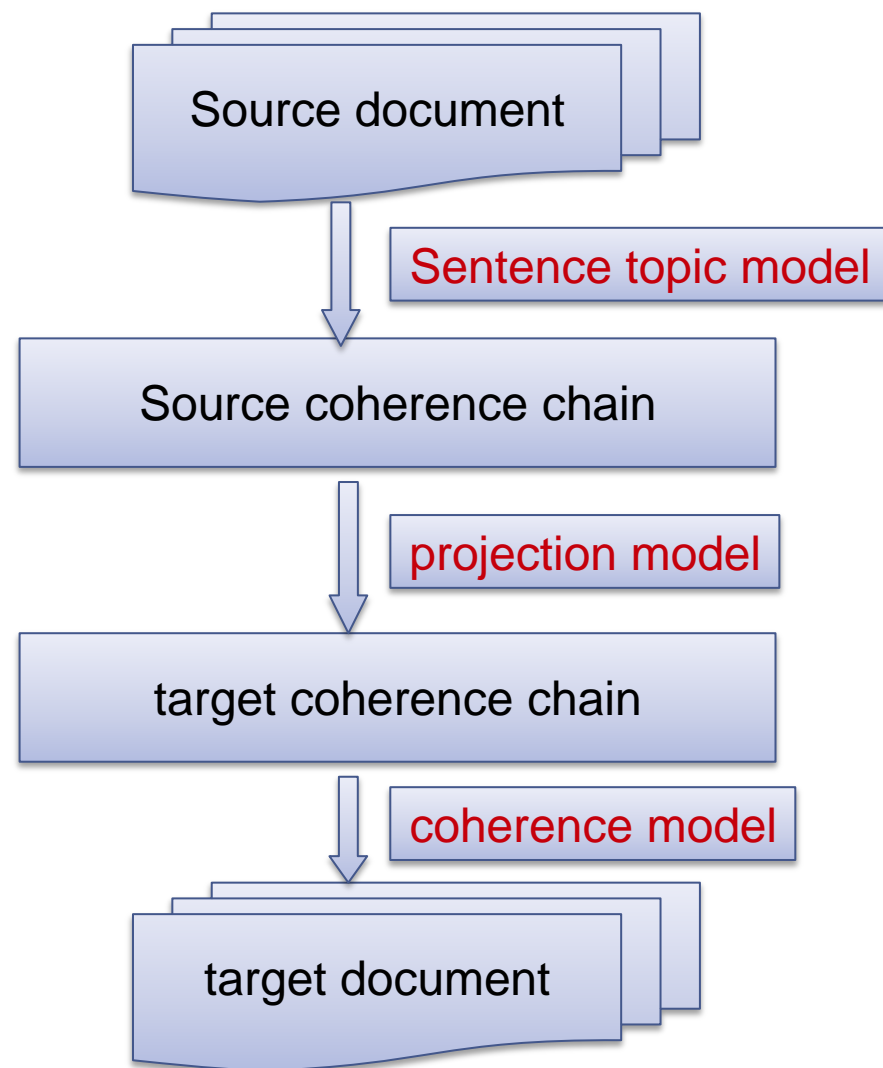 Source document
Sentence topic model
Source coherence chain
projection model
target coherence chain
coherence model
target document